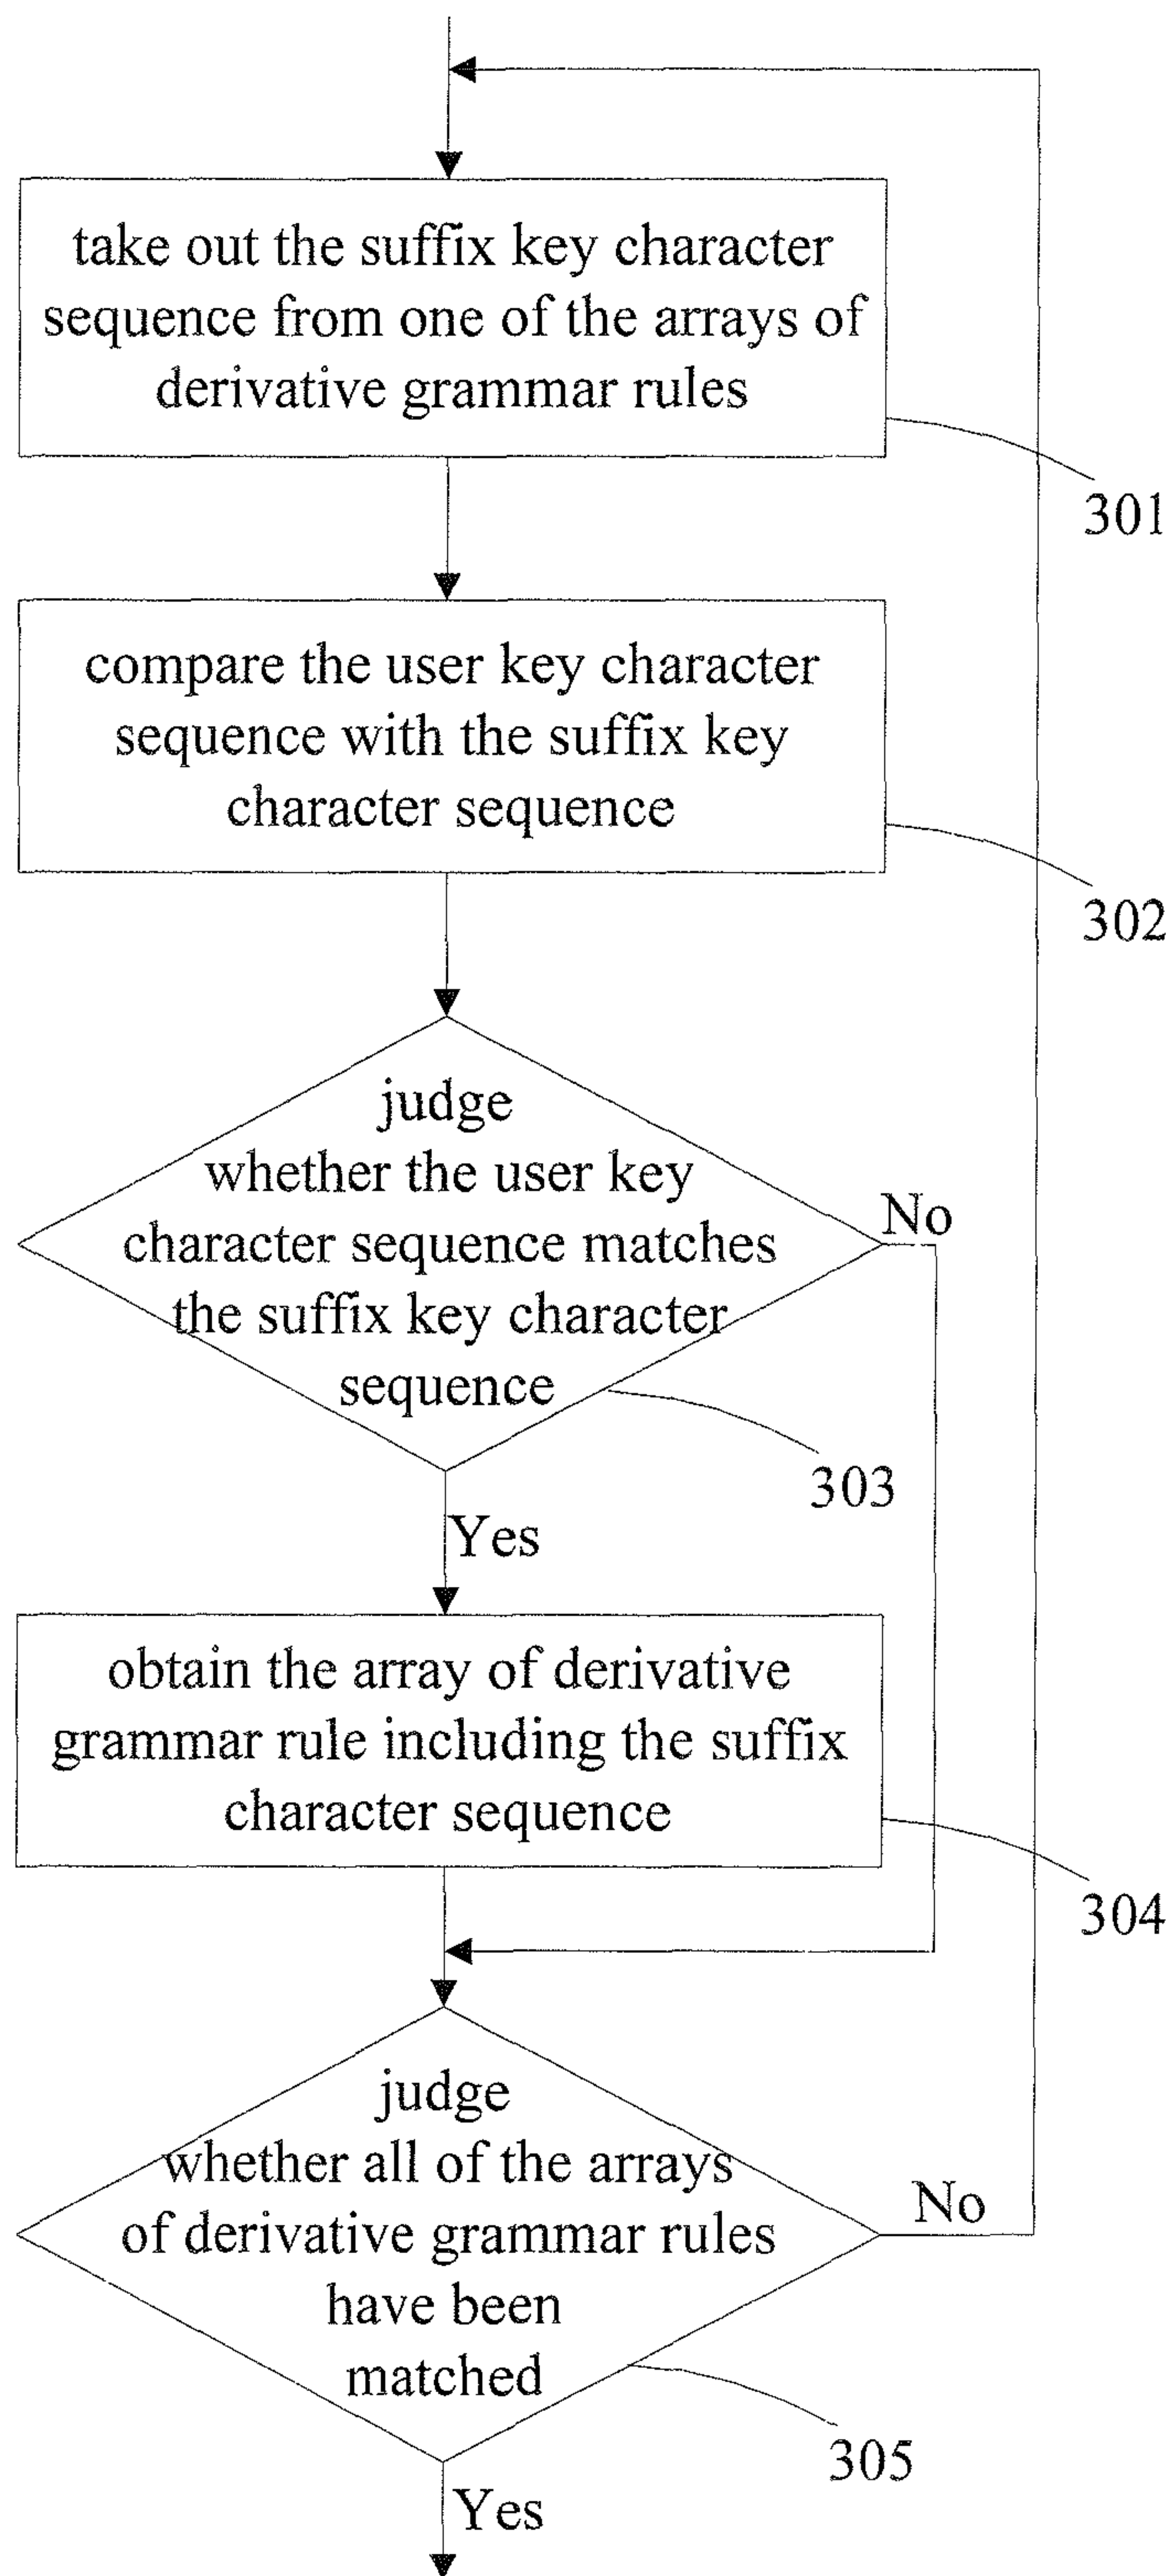 take out the suffix key character
sequence from one of the arrays of
derivative grammar rules
301
compare the user key character
sequence with the suffix key
character sequence
302
judge
whether the user key
character sequence matches
the suffix key character
sequence
No
303
Yes
obtain the array of derivative
grammar rule including the suffix
character sequence
304
judge
whether all of the arrays
of derivative grammar rules
have been
matched
No
305
Yes